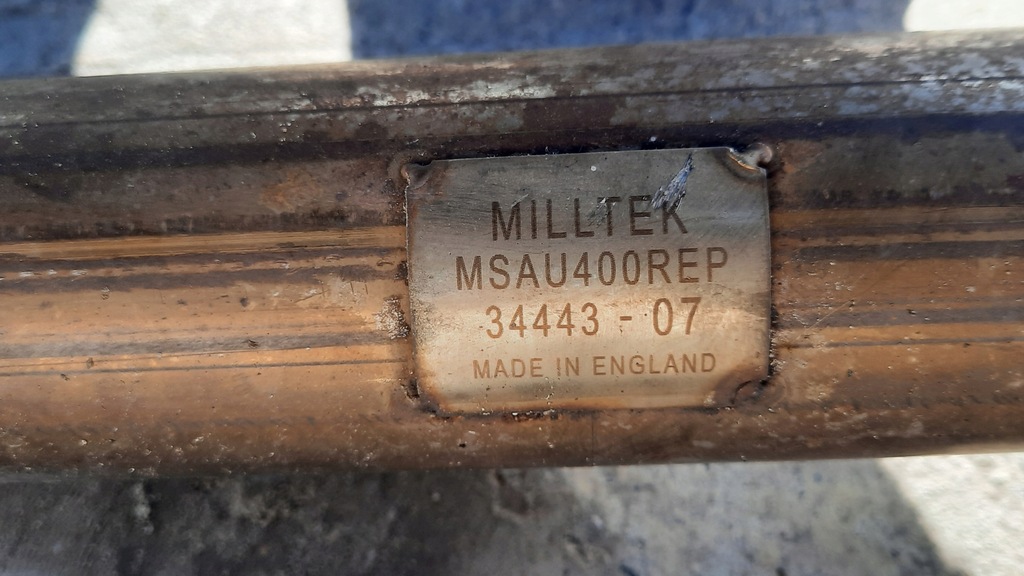 MILLTEK
MSAU400REP
34443 - 07
MADE IN ENGLAND